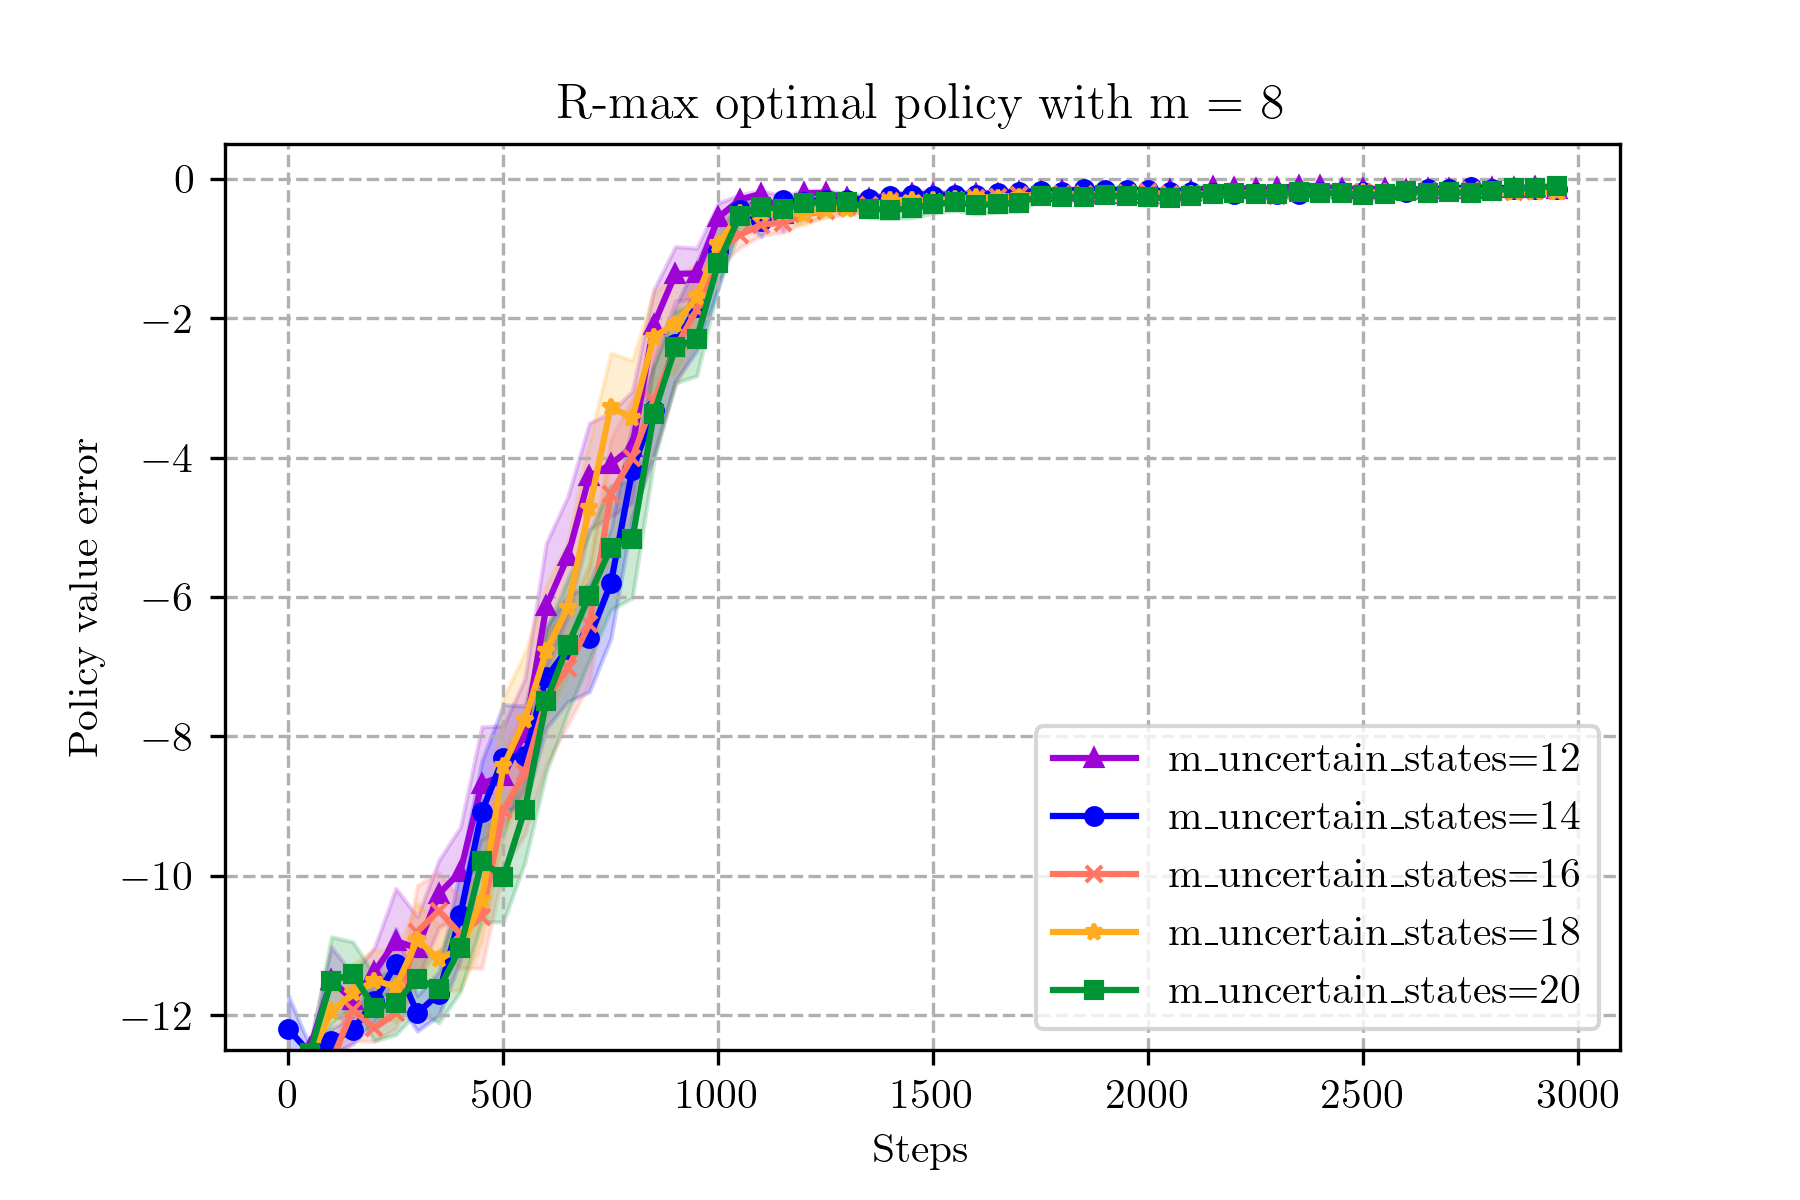 R-max optimal policy with m = 8
Policy value error
0
−2
−4
−6
−8
−10
−12
m_uncertain_states=12
m_uncertain_states=14
m_uncertain_states=16
m_uncertain_states=18
m_uncertain_states=20
0 500 1000 1500 2000 2500 3000
Steps